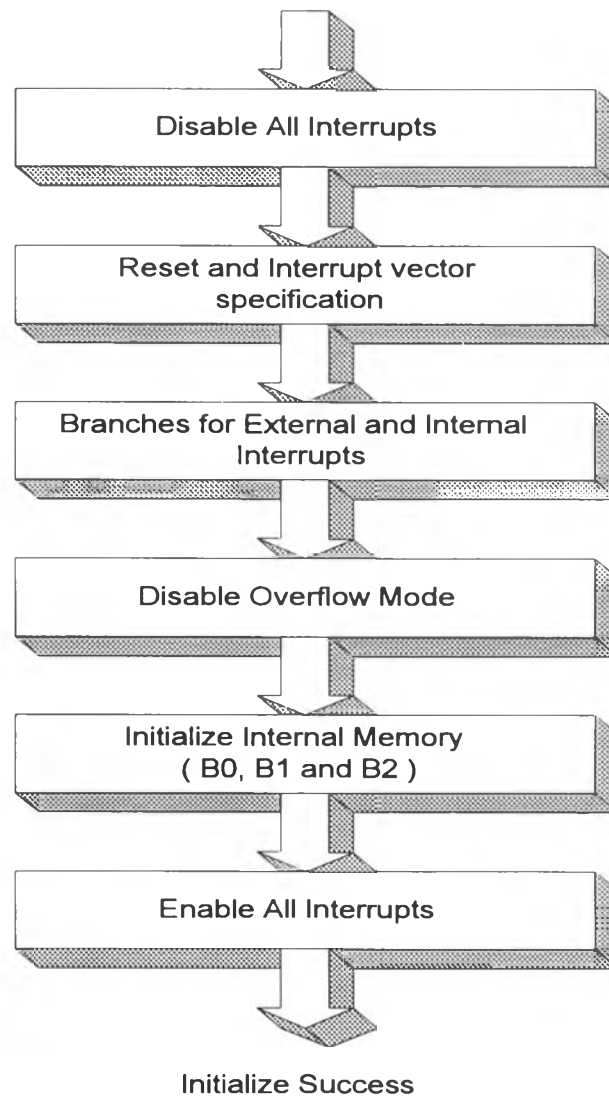 Disable All Interrupts
Reset and Interrupt vector
specification
Branches for External and Internal
Interrupts
Disable Overflow Mode
Initialize Internal Memory
( B0, B1 and B2 )
Enable All Interrupts
Initialize Success